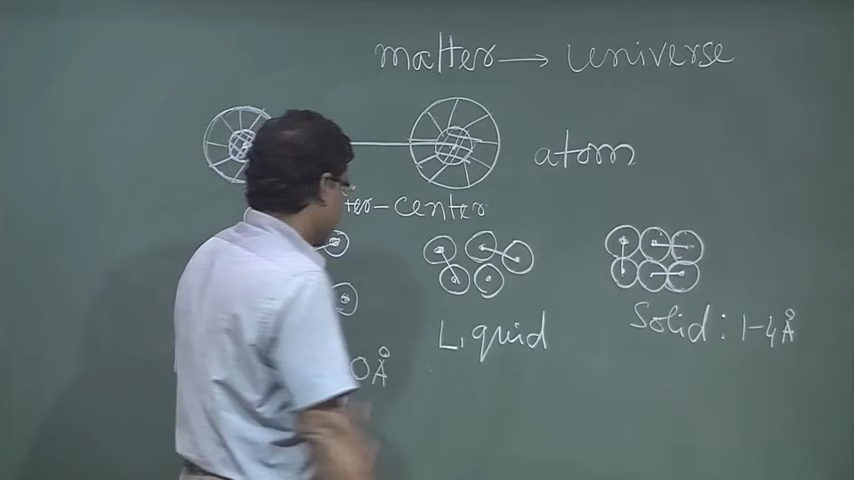 matter → universe
atom
ter-center
Solid: 1-4Å
Liquid
0Å